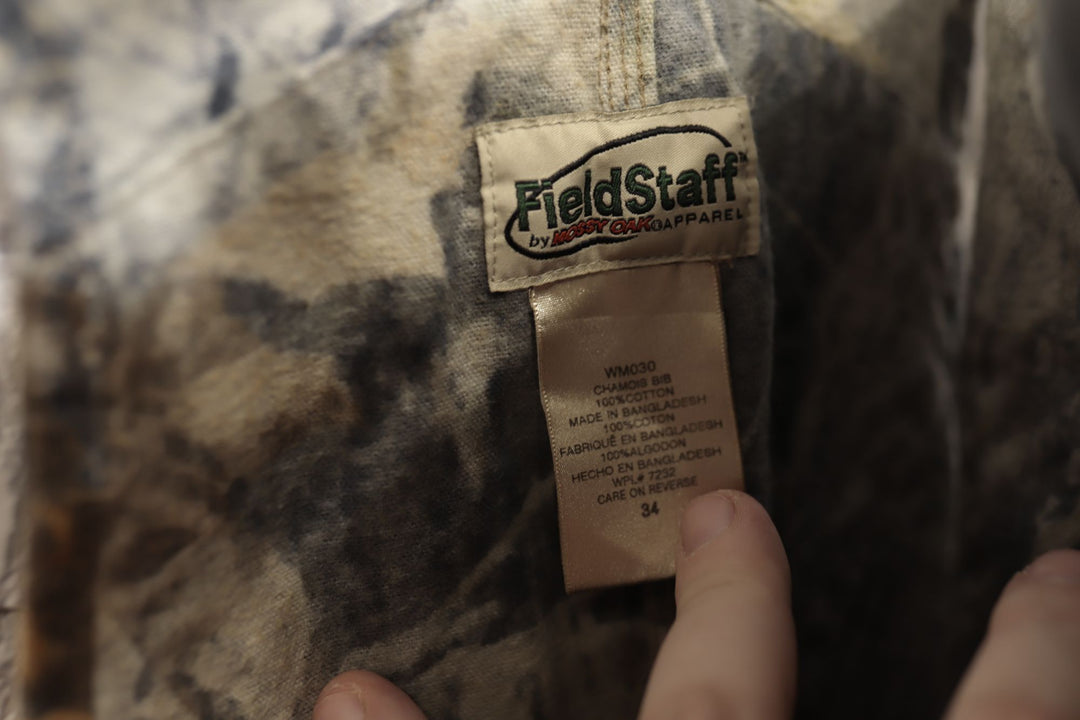 FieldStaff™
by MOSSY OAK® APPAREL
WM030
CHAMOIS BIB
100%COTTON
MADE IN BANGLADESH
100%COTON
FABRIQUÉ EN BANGLADESH
100%ALGODON
HECHO EN BANGLADESH
WPL# 7232
CARE ON REVERSE
34